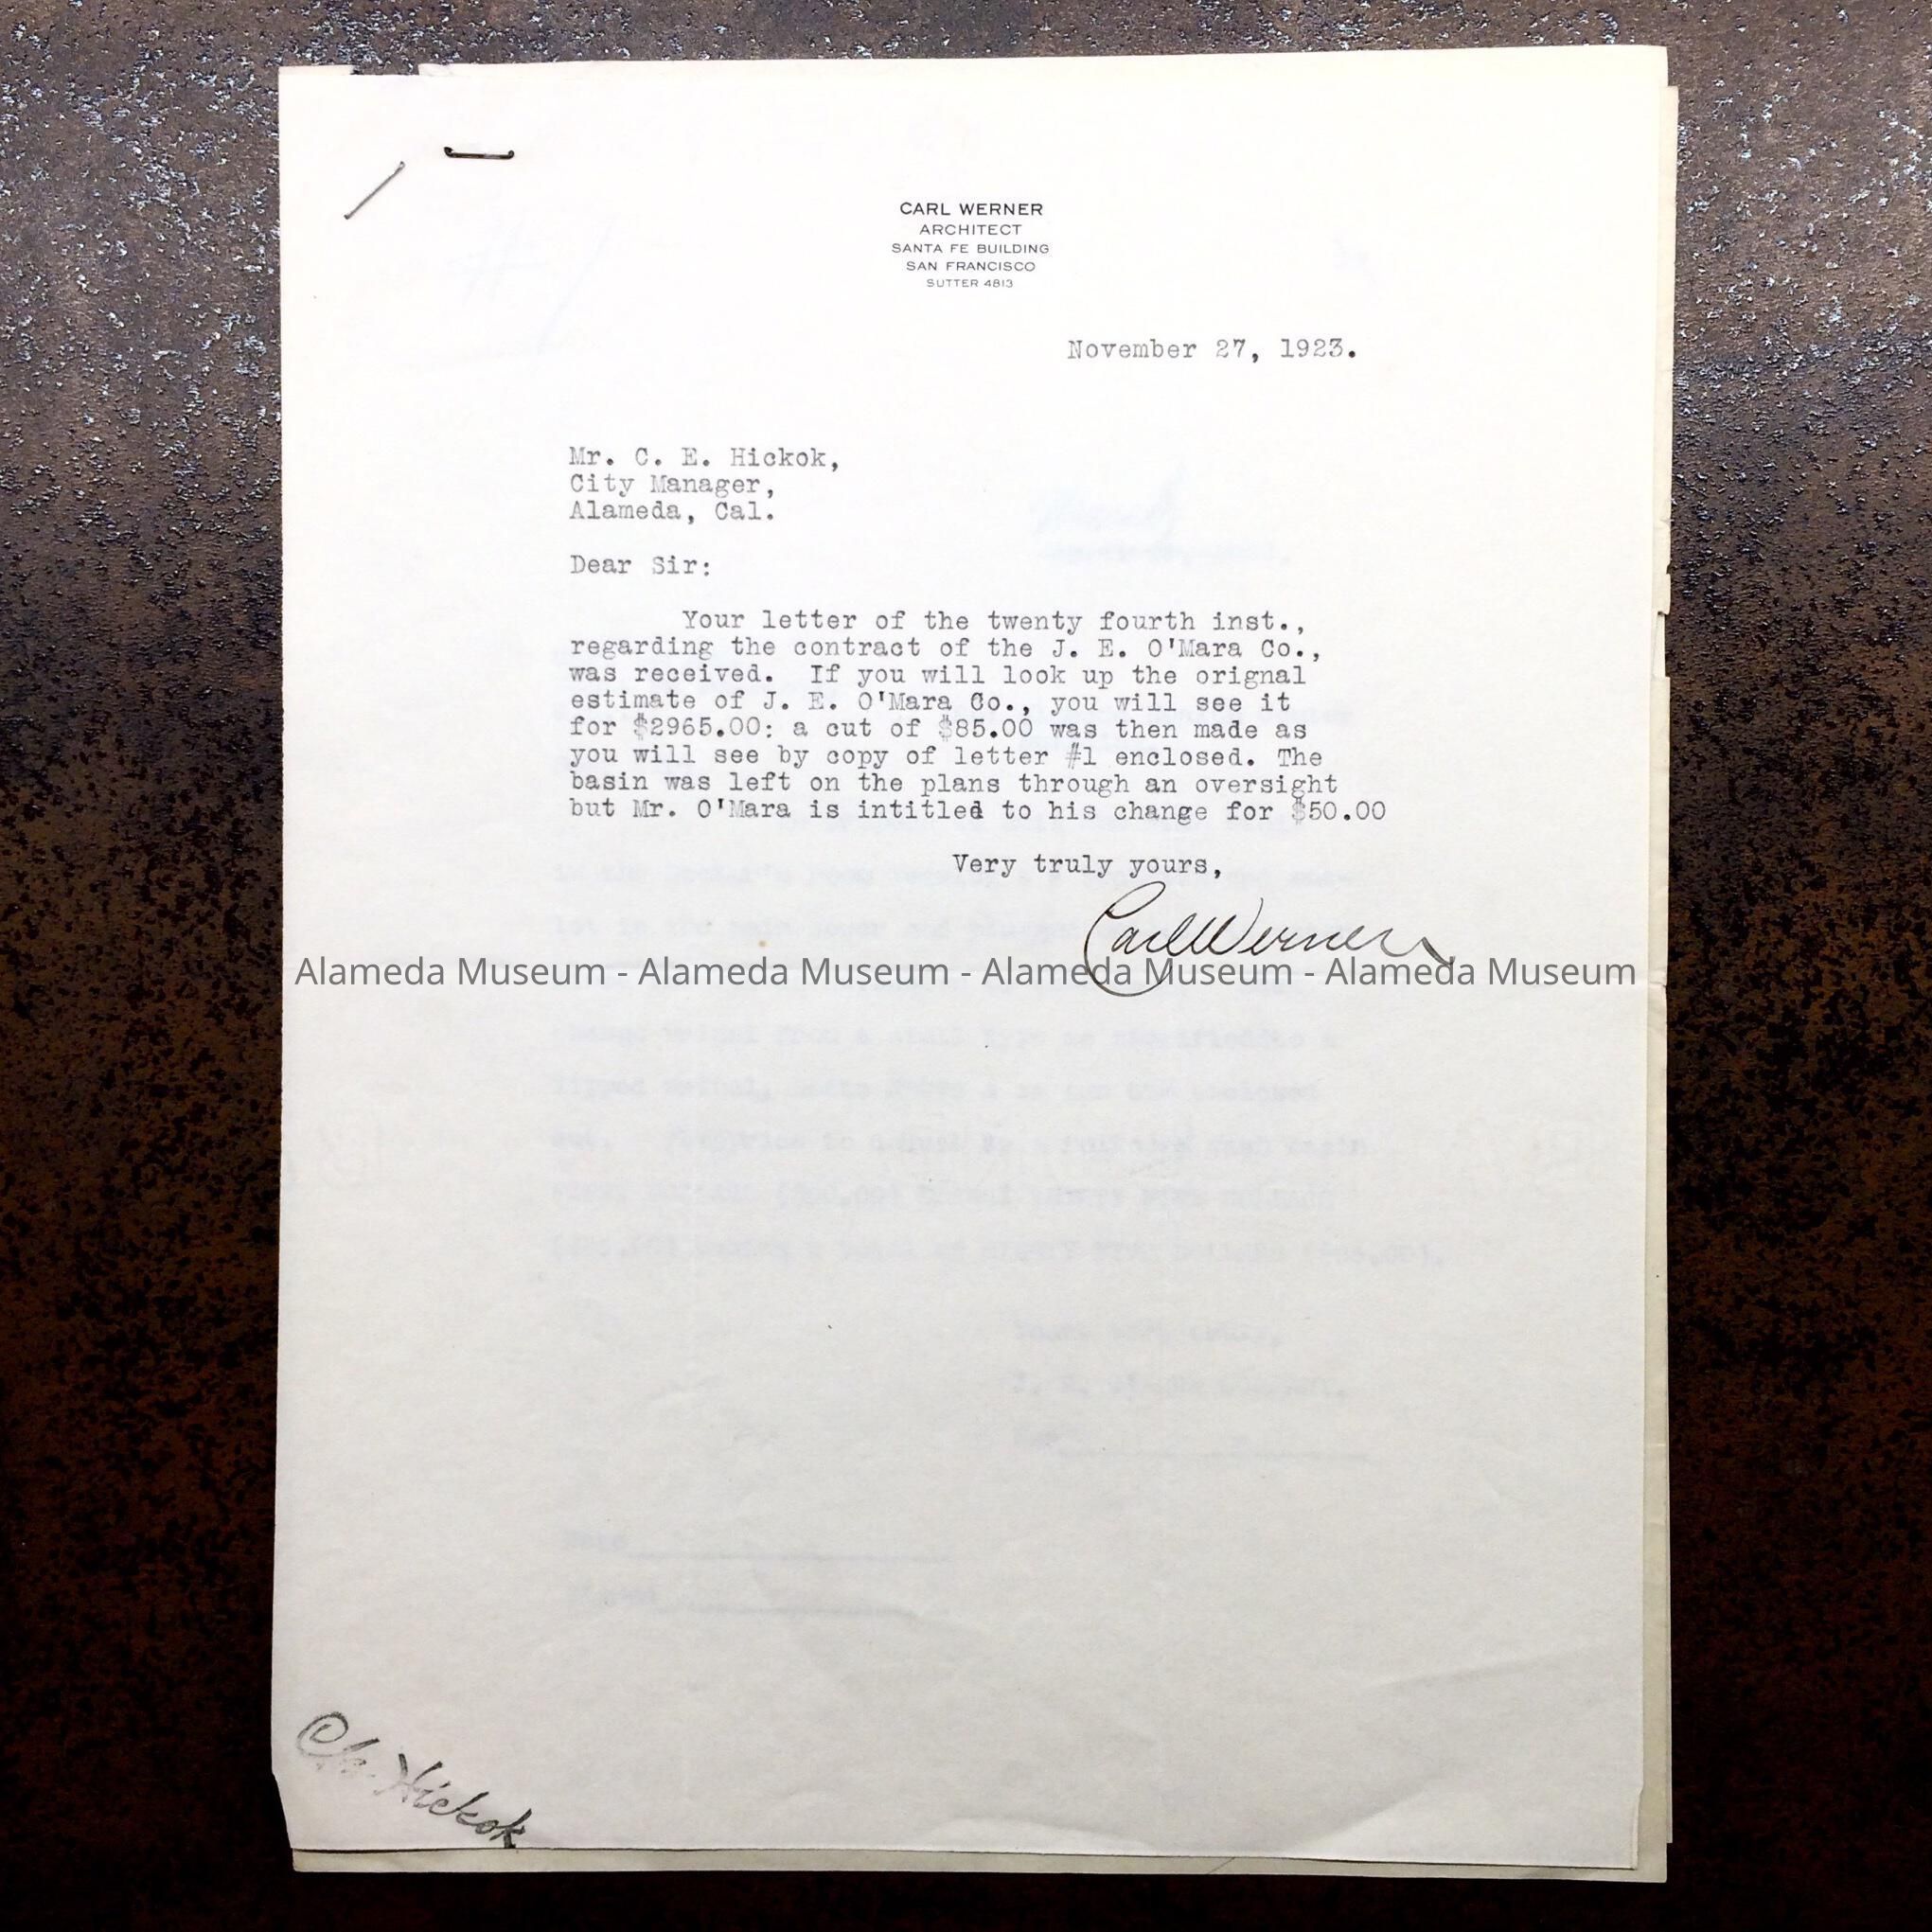 CARL WERNER
ARCHITECT
SANTA FE BUILDING
SAN FRANCISCO
SUTTER 4813
November 27, 1923.
Mr. C. E. Hickok,
City Manager,
Alameda, Cal.
Dear Sir:
Your letter of the twenty fourth inst.,
regarding the contract of the J. E. O'Mara Co.,
was received. If you will look up the orignal
estimate of J. E. O'Mara Co., you will see it
for $2965.00: a cut of $85.00 was then made as
you will see by copy of letter #1 enclosed. The
basin was left on the plans through an oversight
but Mr. O'Mara is intitled to his change for $50.00
Very truly yours,
Carl Werner
Alameda Museum - Alameda Museum - Alameda Museum - Alameda Museum
Hickok